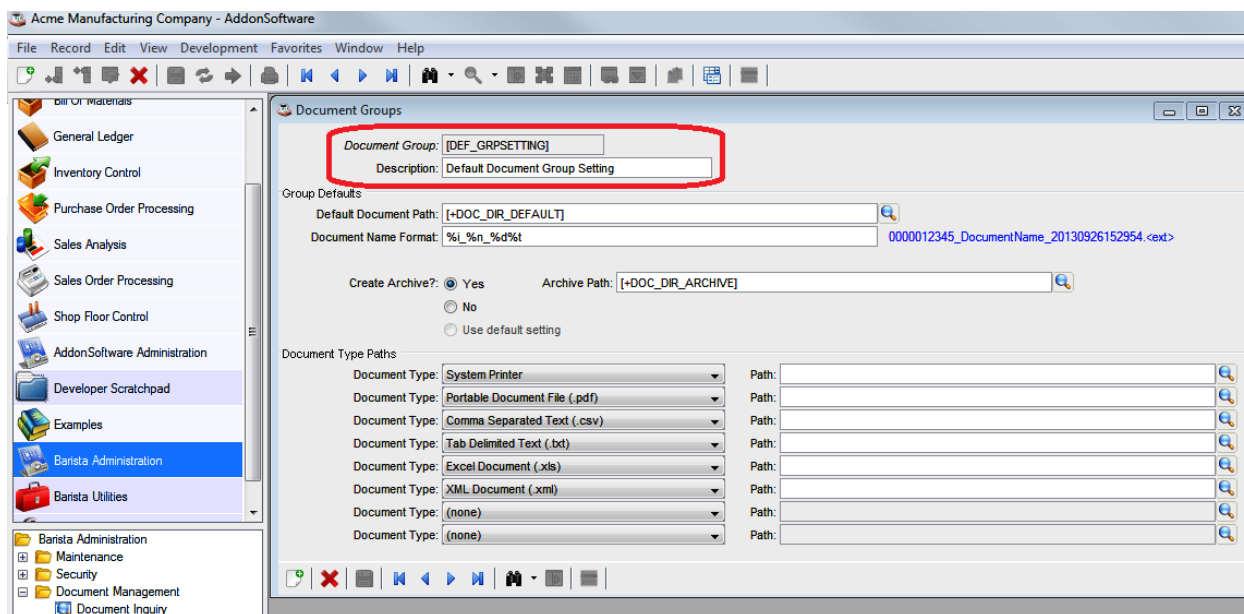 Acme Manufacturing Company - AddonSoftware
File Record Edit View Development Favorites Window Help
Bill Of Materials
General Ledger
Inventory Control
Purchase Order Processing
Sales Analysis
Sales Order Processing
Shop Floor Control
AddonSoftware Administration
Developer Scratchpad
Examples
Barista Administration
Barista Utilities
Barista Administration
Maintenance
Security
Document Management
Document Inquiry
Document Groups
Document Group: [DEF_GRPSETTING]
Description: Default Document Group Setting
Group Defaults
Default Document Path: [+DOC_DIR_DEFAULT]
Document Name Format: %i_%n_%d%t 0000012345_DocumentName_20130926152954.<ext>
Create Archive?: Yes Archive Path: [+DOC_DIR_ARCHIVE]
No
Use default setting
Document Type Paths
Document Type: System Printer Path:
Document Type: Portable Document File (.pdf) Path:
Document Type: Comma Separated Text (.csv) Path:
Document Type: Tab Delimited Text (.txt) Path:
Document Type: Excel Document (.xls) Path:
Document Type: XML Document (.xml) Path:
Document Type: (none) Path:
Document Type: (none) Path: